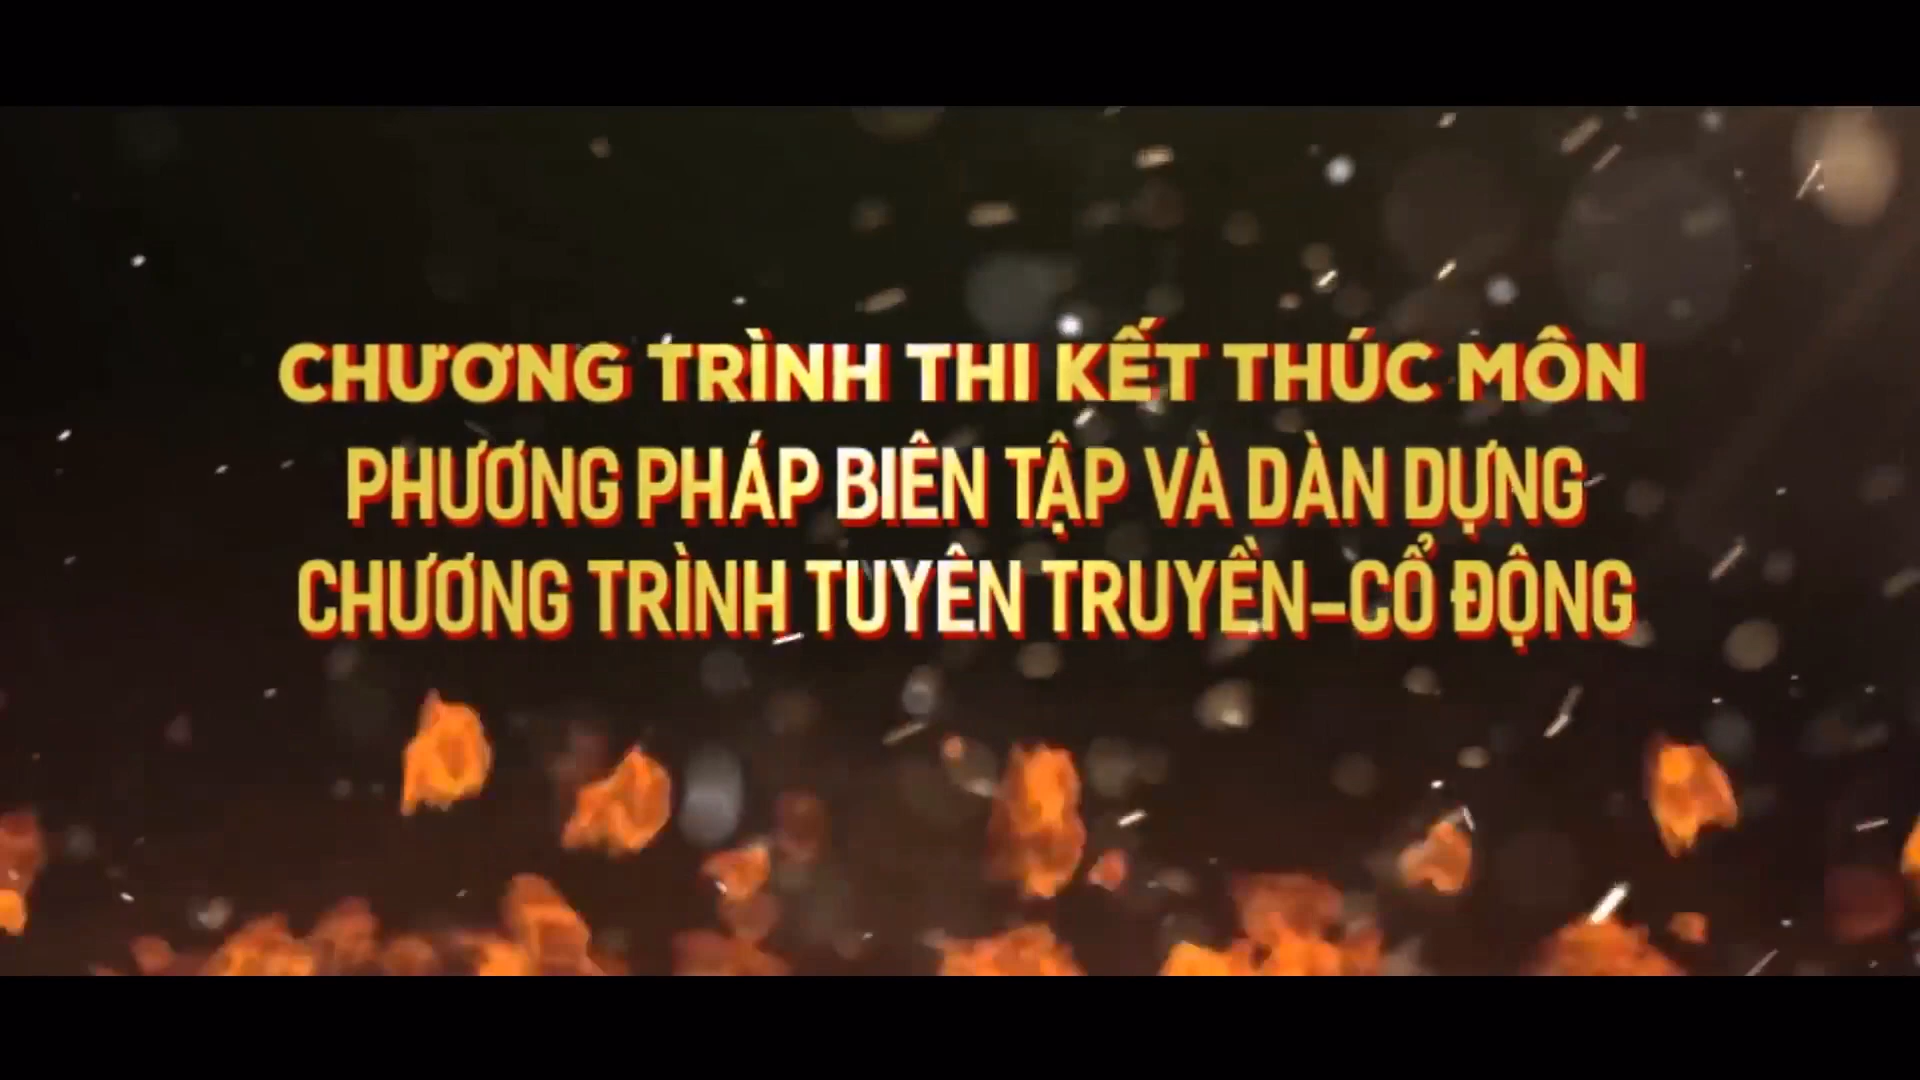 CHƯƠNG TRÌNH THI KẾT THÚC MÔN
PHƯƠNG PHÁP BIÊN TẬP VÀ DÀN DỰNG
CHƯƠNG TRÌNH TUYÊN TRUYỀN-CỔ ĐỘNG